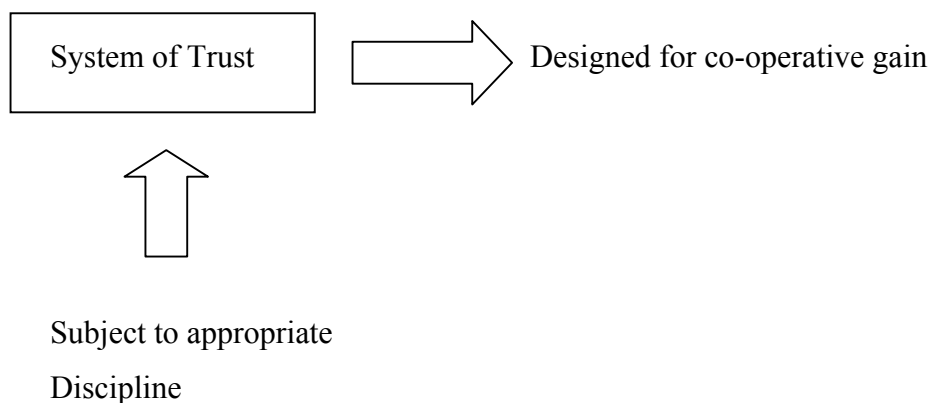 System of Trust
Designed for co-operative gain
Subject to appropriate
Discipline